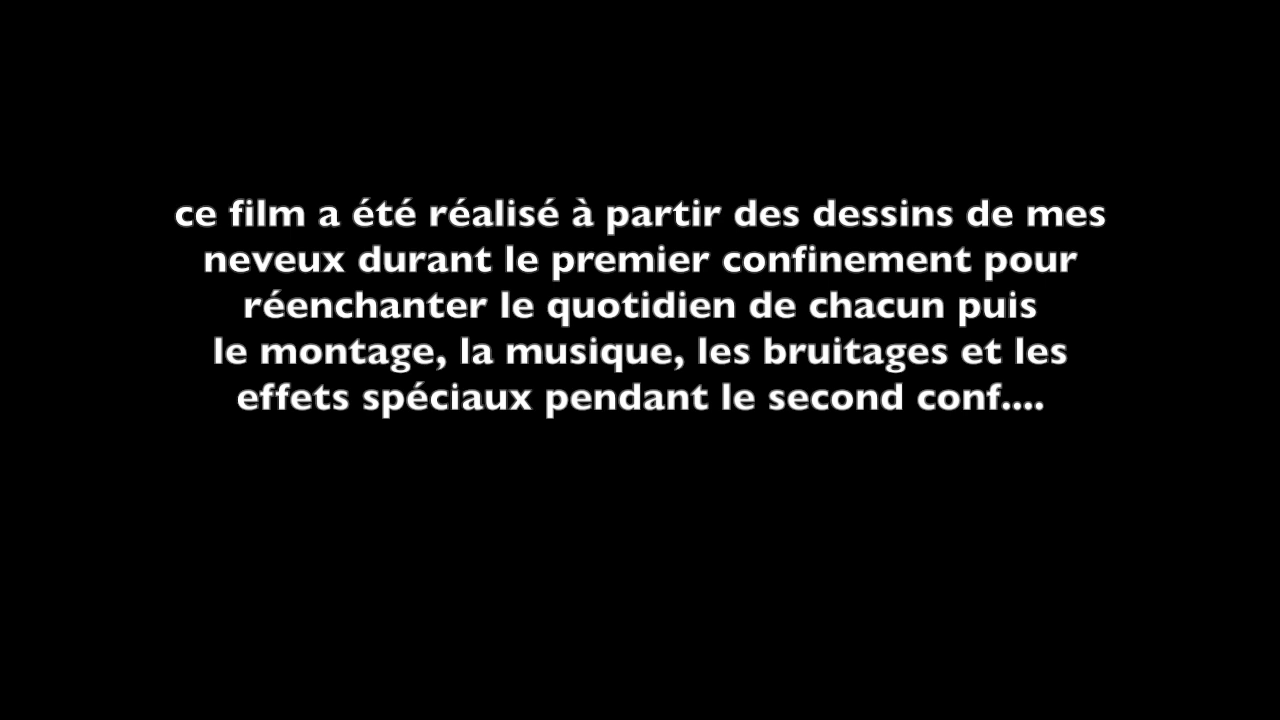 ce film a été réalisé à partir des dessins de mes
neveux durant le premier confinement pour
réenchanter le quotidien de chacun puis
le montage, la musique, les bruitages et les
effets spéciaux pendant le second conf....